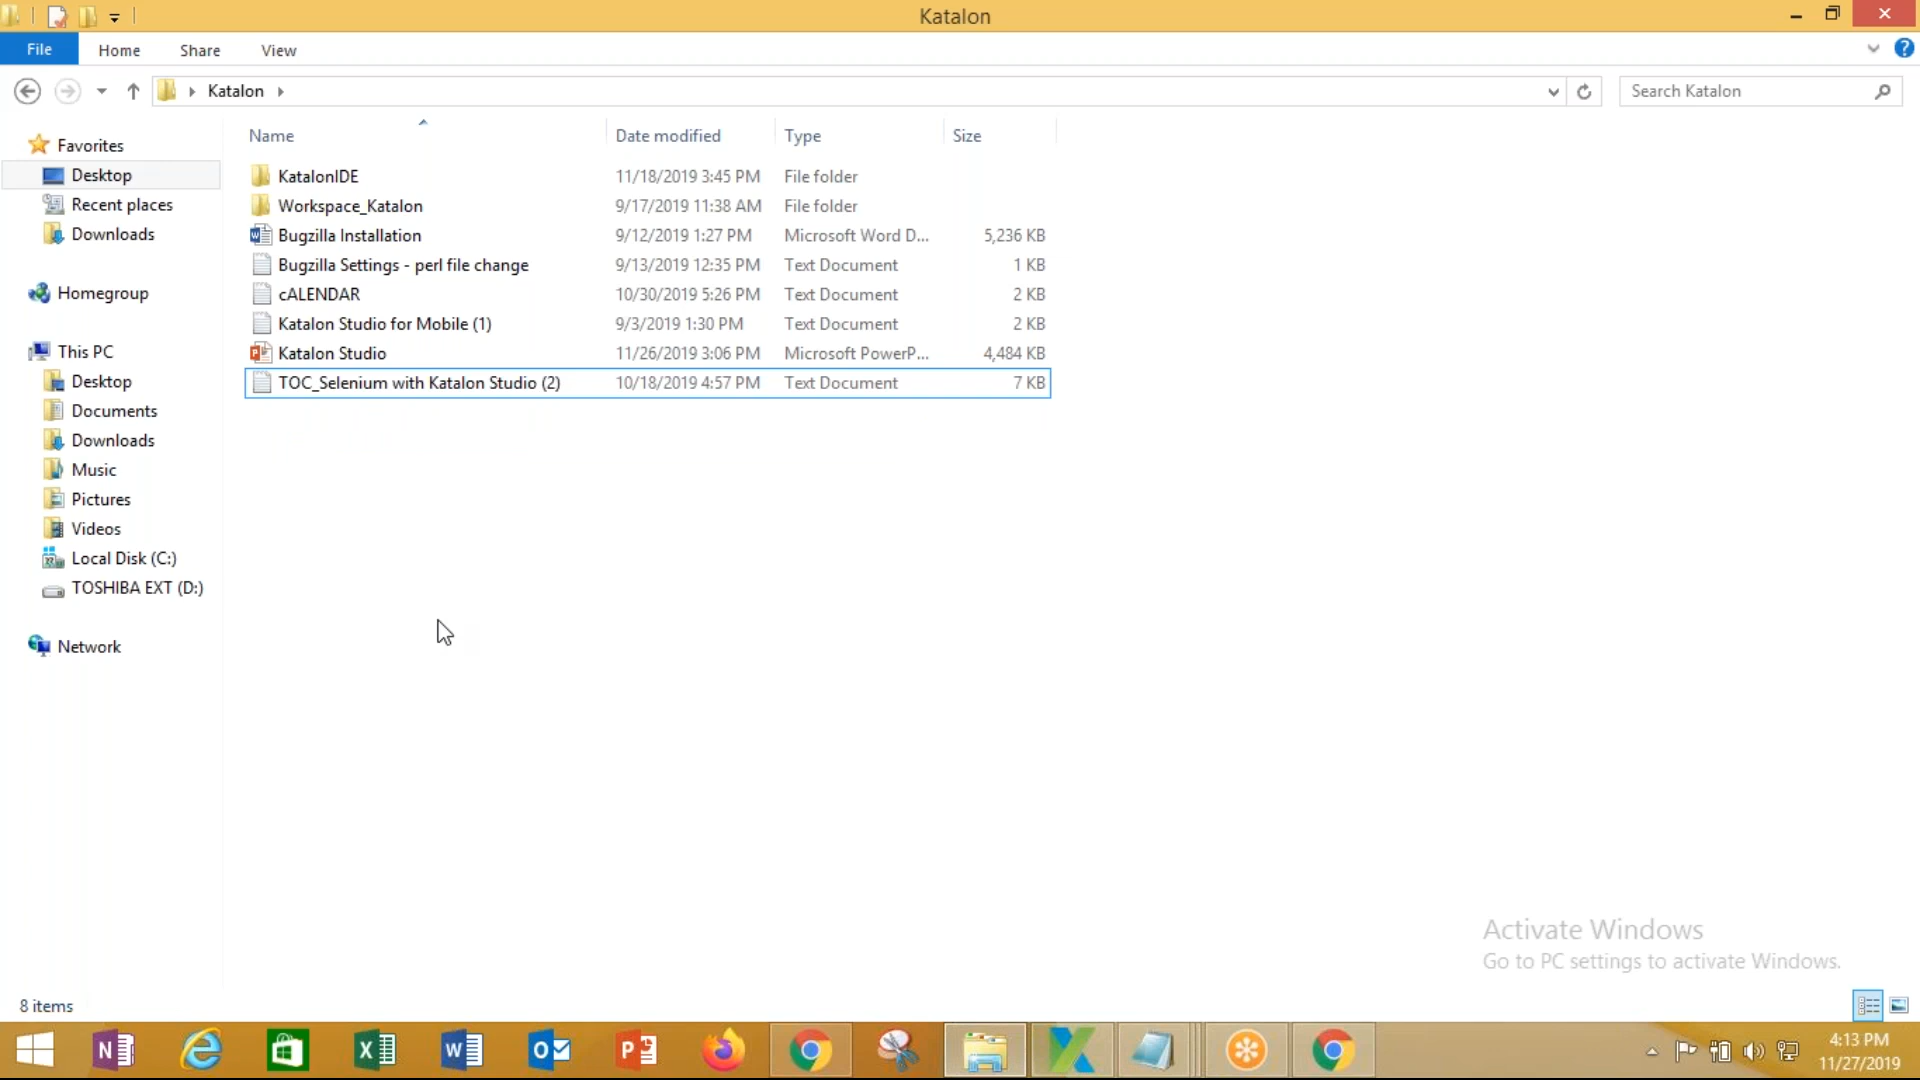 Katalon
File Home Share View
Katalon
Search Katalon
Name Date modified Type Size
Favorites
Desktop
Recent places
Downloads
Homegroup
This PC
Desktop
Documents
Downloads
Music
Pictures
Videos
Local Disk (C:)
TOSHIBA EXT (D:)
Network
KatalonIDE 11/18/2019 3:45 PM File folder
Workspace_Katalon 9/17/2019 11:38 AM File folder
Bugzilla Installation 9/12/2019 1:27 PM Microsoft Word D... 5,236 KB
Bugzilla Settings - perl file change 9/13/2019 12:35 PM Text Document 1 KB
cALENDAR 10/30/2019 5:26 PM Text Document 2 KB
Katalon Studio for Mobile (1) 9/3/2019 1:30 PM Text Document 2 KB
Katalon Studio 11/26/2019 3:06 PM Microsoft PowerP... 4,484 KB
TOC_Selenium with Katalon Studio (2) 10/18/2019 4:57 PM Text Document 7 KB
Activate Windows
Go to PC settings to activate Windows.
8 items
4:13 PM
11/27/2019